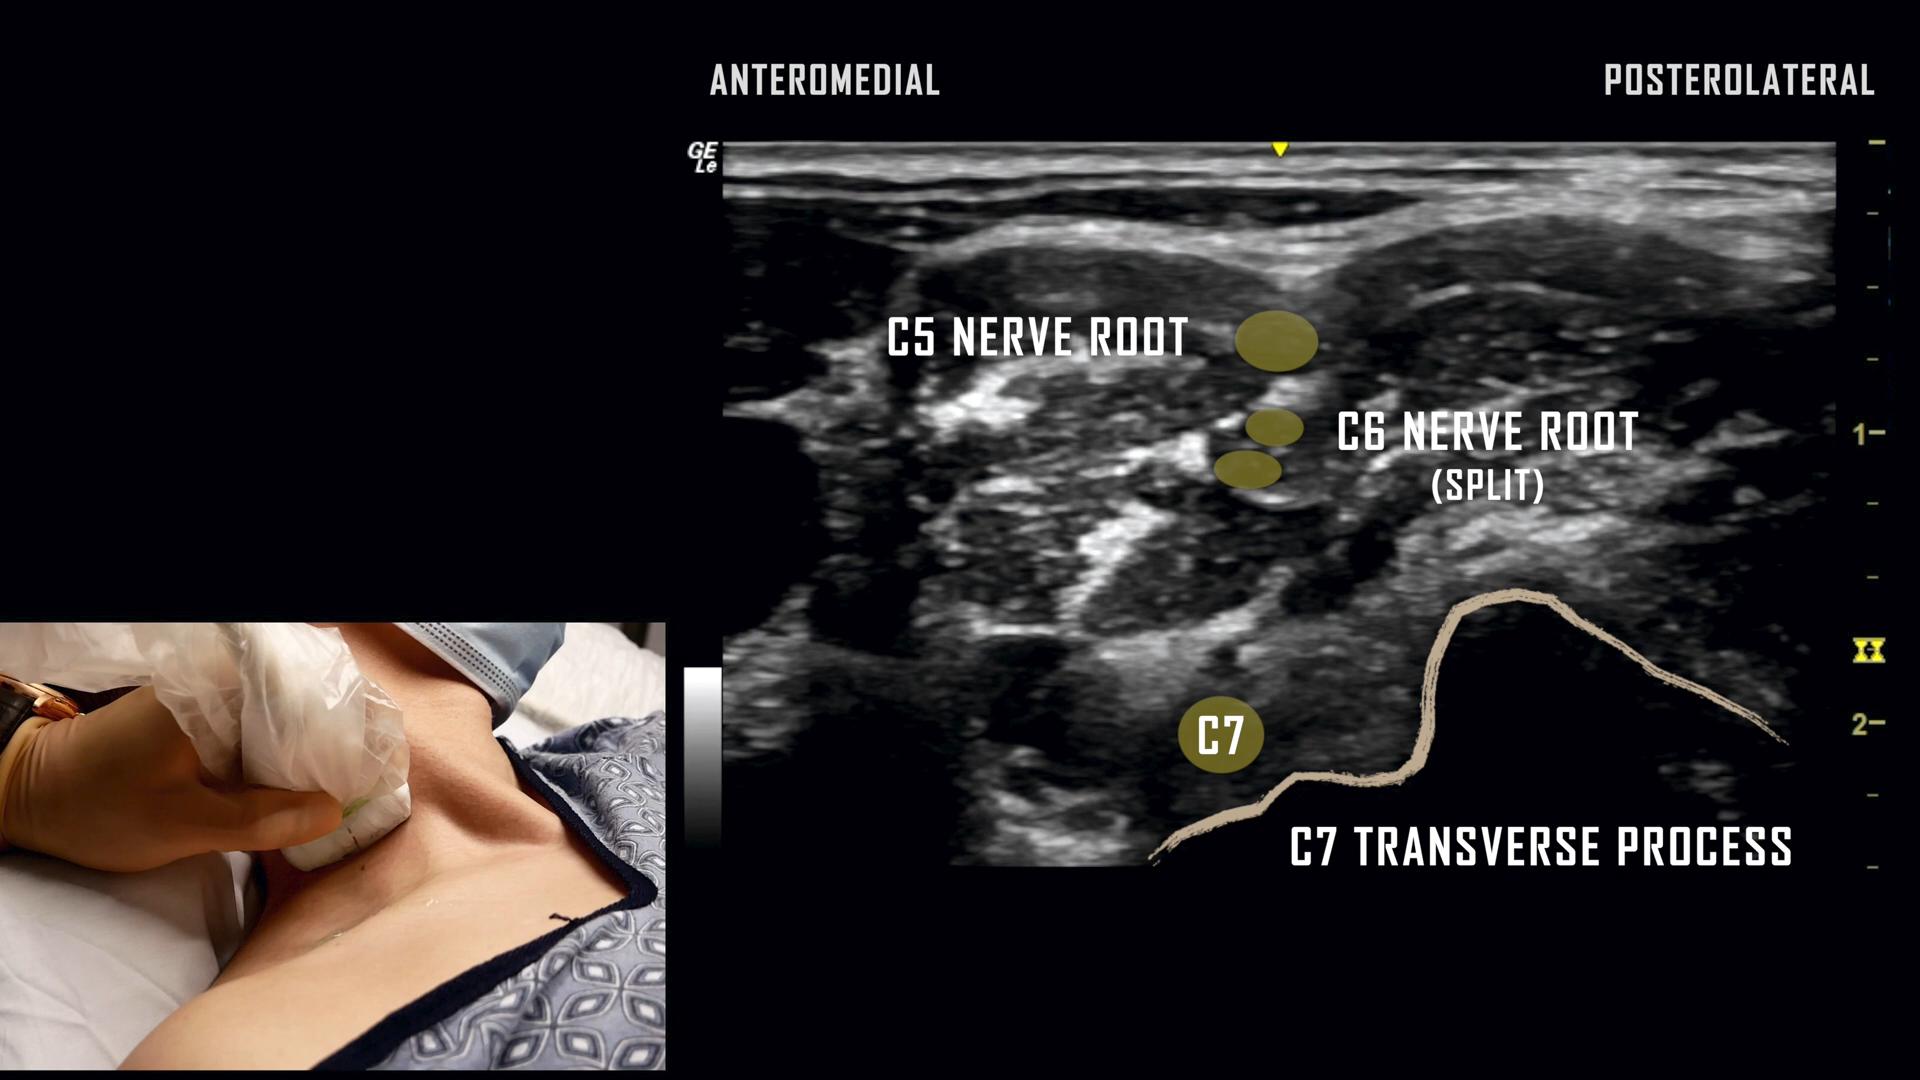 ANTEROMEDIAL
POSTEROLATERAL
GE
Le
C5 NERVE ROOT
1
C6 NERVE ROOT
(SPLIT)
2
C7
C7 TRANSVERSE PROCESS